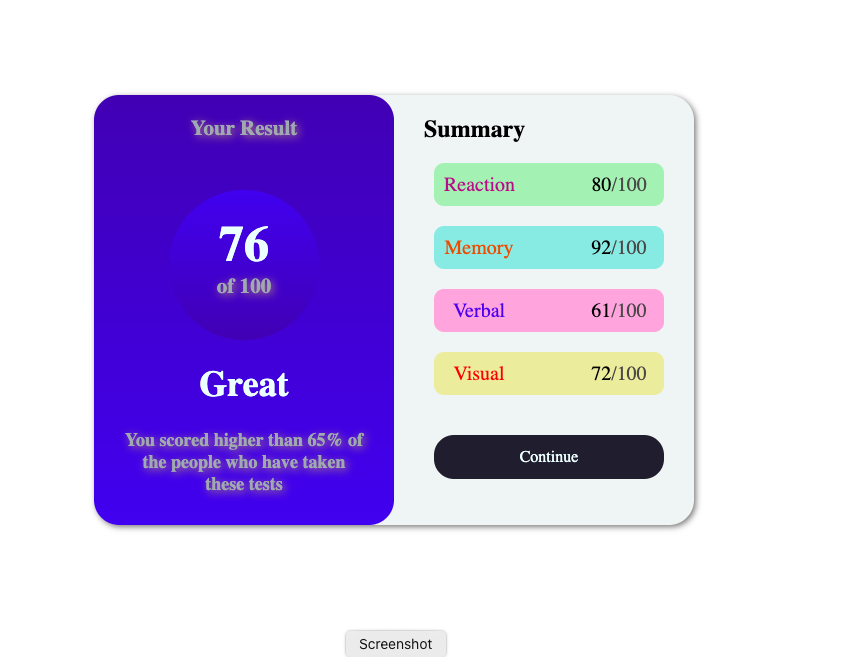 Your Result
76
of 100
Great
You scored higher than 65% of
the people who have taken
these tests
Summary
Reaction 80/100
Memory 92/100
Verbal 61/100
Visual 72/100
Continue
Screenshot